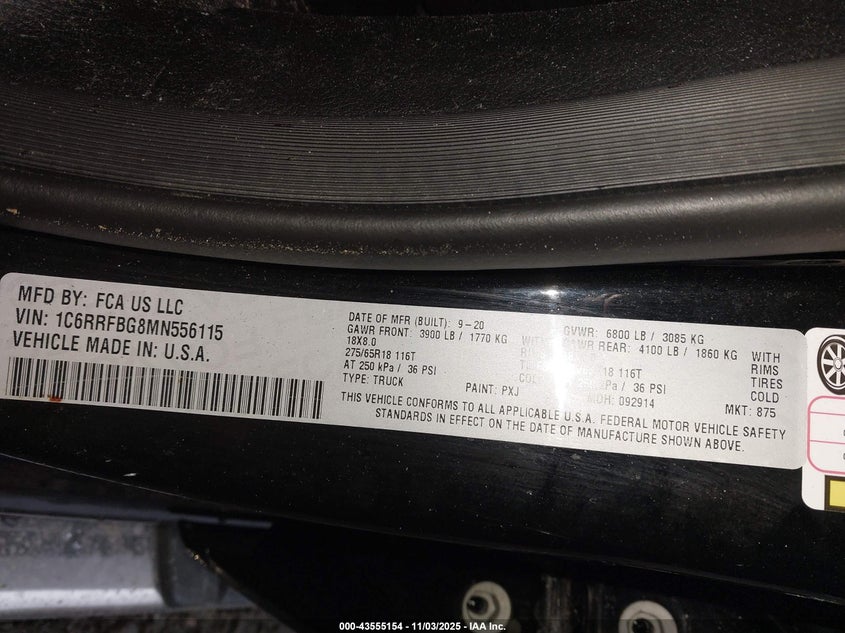 MFD BY: FCA US LLC
VIN: 1C6RRFBG8MN556115
VEHICLE MADE IN: U.S.A.
DATE OF MFR (BUILT): 9-20
GAWR FRONT: 3900 LB / 1770 KG WITH
18X8.0 RIMS
275/65R18 116T
AT 250 kPa / 36 PSI
TYPE: TRUCK
PAINT: PXJ
GVWR: 6800 LB / 3085 KG
GAWR REAR: 4100 LB / 1860 KG WITH
RIMS
18 116T TIRES
/ 36 PSI COLD
MDH: 092914
MKT: 875
THIS VEHICLE CONFORMS TO ALL APPLICABLE U.S.A. FEDERAL MOTOR VEHICLE SAFETY
STANDARDS IN EFFECT ON THE DATE OF MANUFACTURE SHOWN ABOVE.
000-43555154 - 11/03/2025 - IAA Inc.